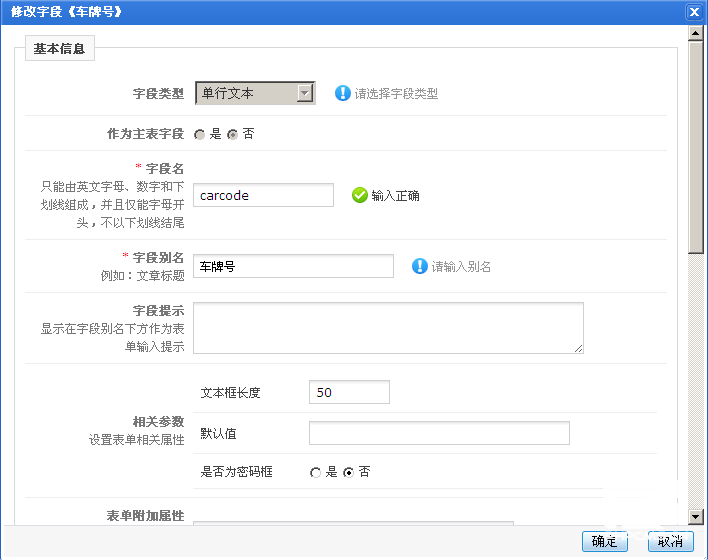 修改字段《车牌号》
基本信息
字段类型
单行文本
请选择字段类型
作为主表字段
是 否
* 字段名
只能由英文字母、数字和下
划线组成，并且仅能字母开
头，不以下划线结尾
carcode
输入正确
* 字段别名
例如：文章标题
车牌号
请输入别名
字段提示
显示在字段别名下方作为表
单输入提示
相关参数
设置表单相关属性
文本框长度
50
默认值
是否为密码框
是 否
表单附加属性
确定
取消